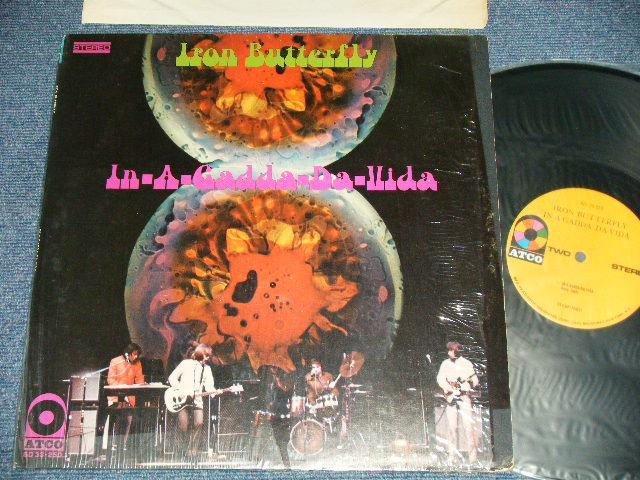 STEREO
Iron Butterfly
In-A-Gadda-Da-Vida
ATCO
SD 33-250
IRON BUTTERFLY
IN-A-GADDA-DA-VIDA
ATCO
TWO
STEREO